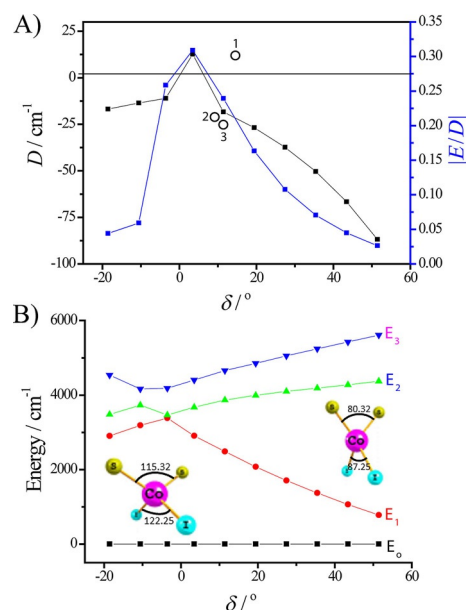 A)
D / cm⁻¹
|E/D|
25
0
-25
-50
-75
-100
0.35
0.30
0.25
0.20
0.15
0.10
0.05
0.00
1
2
3
-20 0 20 40 60
δ / °
B)
Energy / cm⁻¹
6000
4000
2000
0
E₃
E₂
E₁
Eₒ
S
S
Co
I
I
115.32
122.25
80.32
S
S
Co
87.25
I
I
-20 0 20 40 60
δ / °